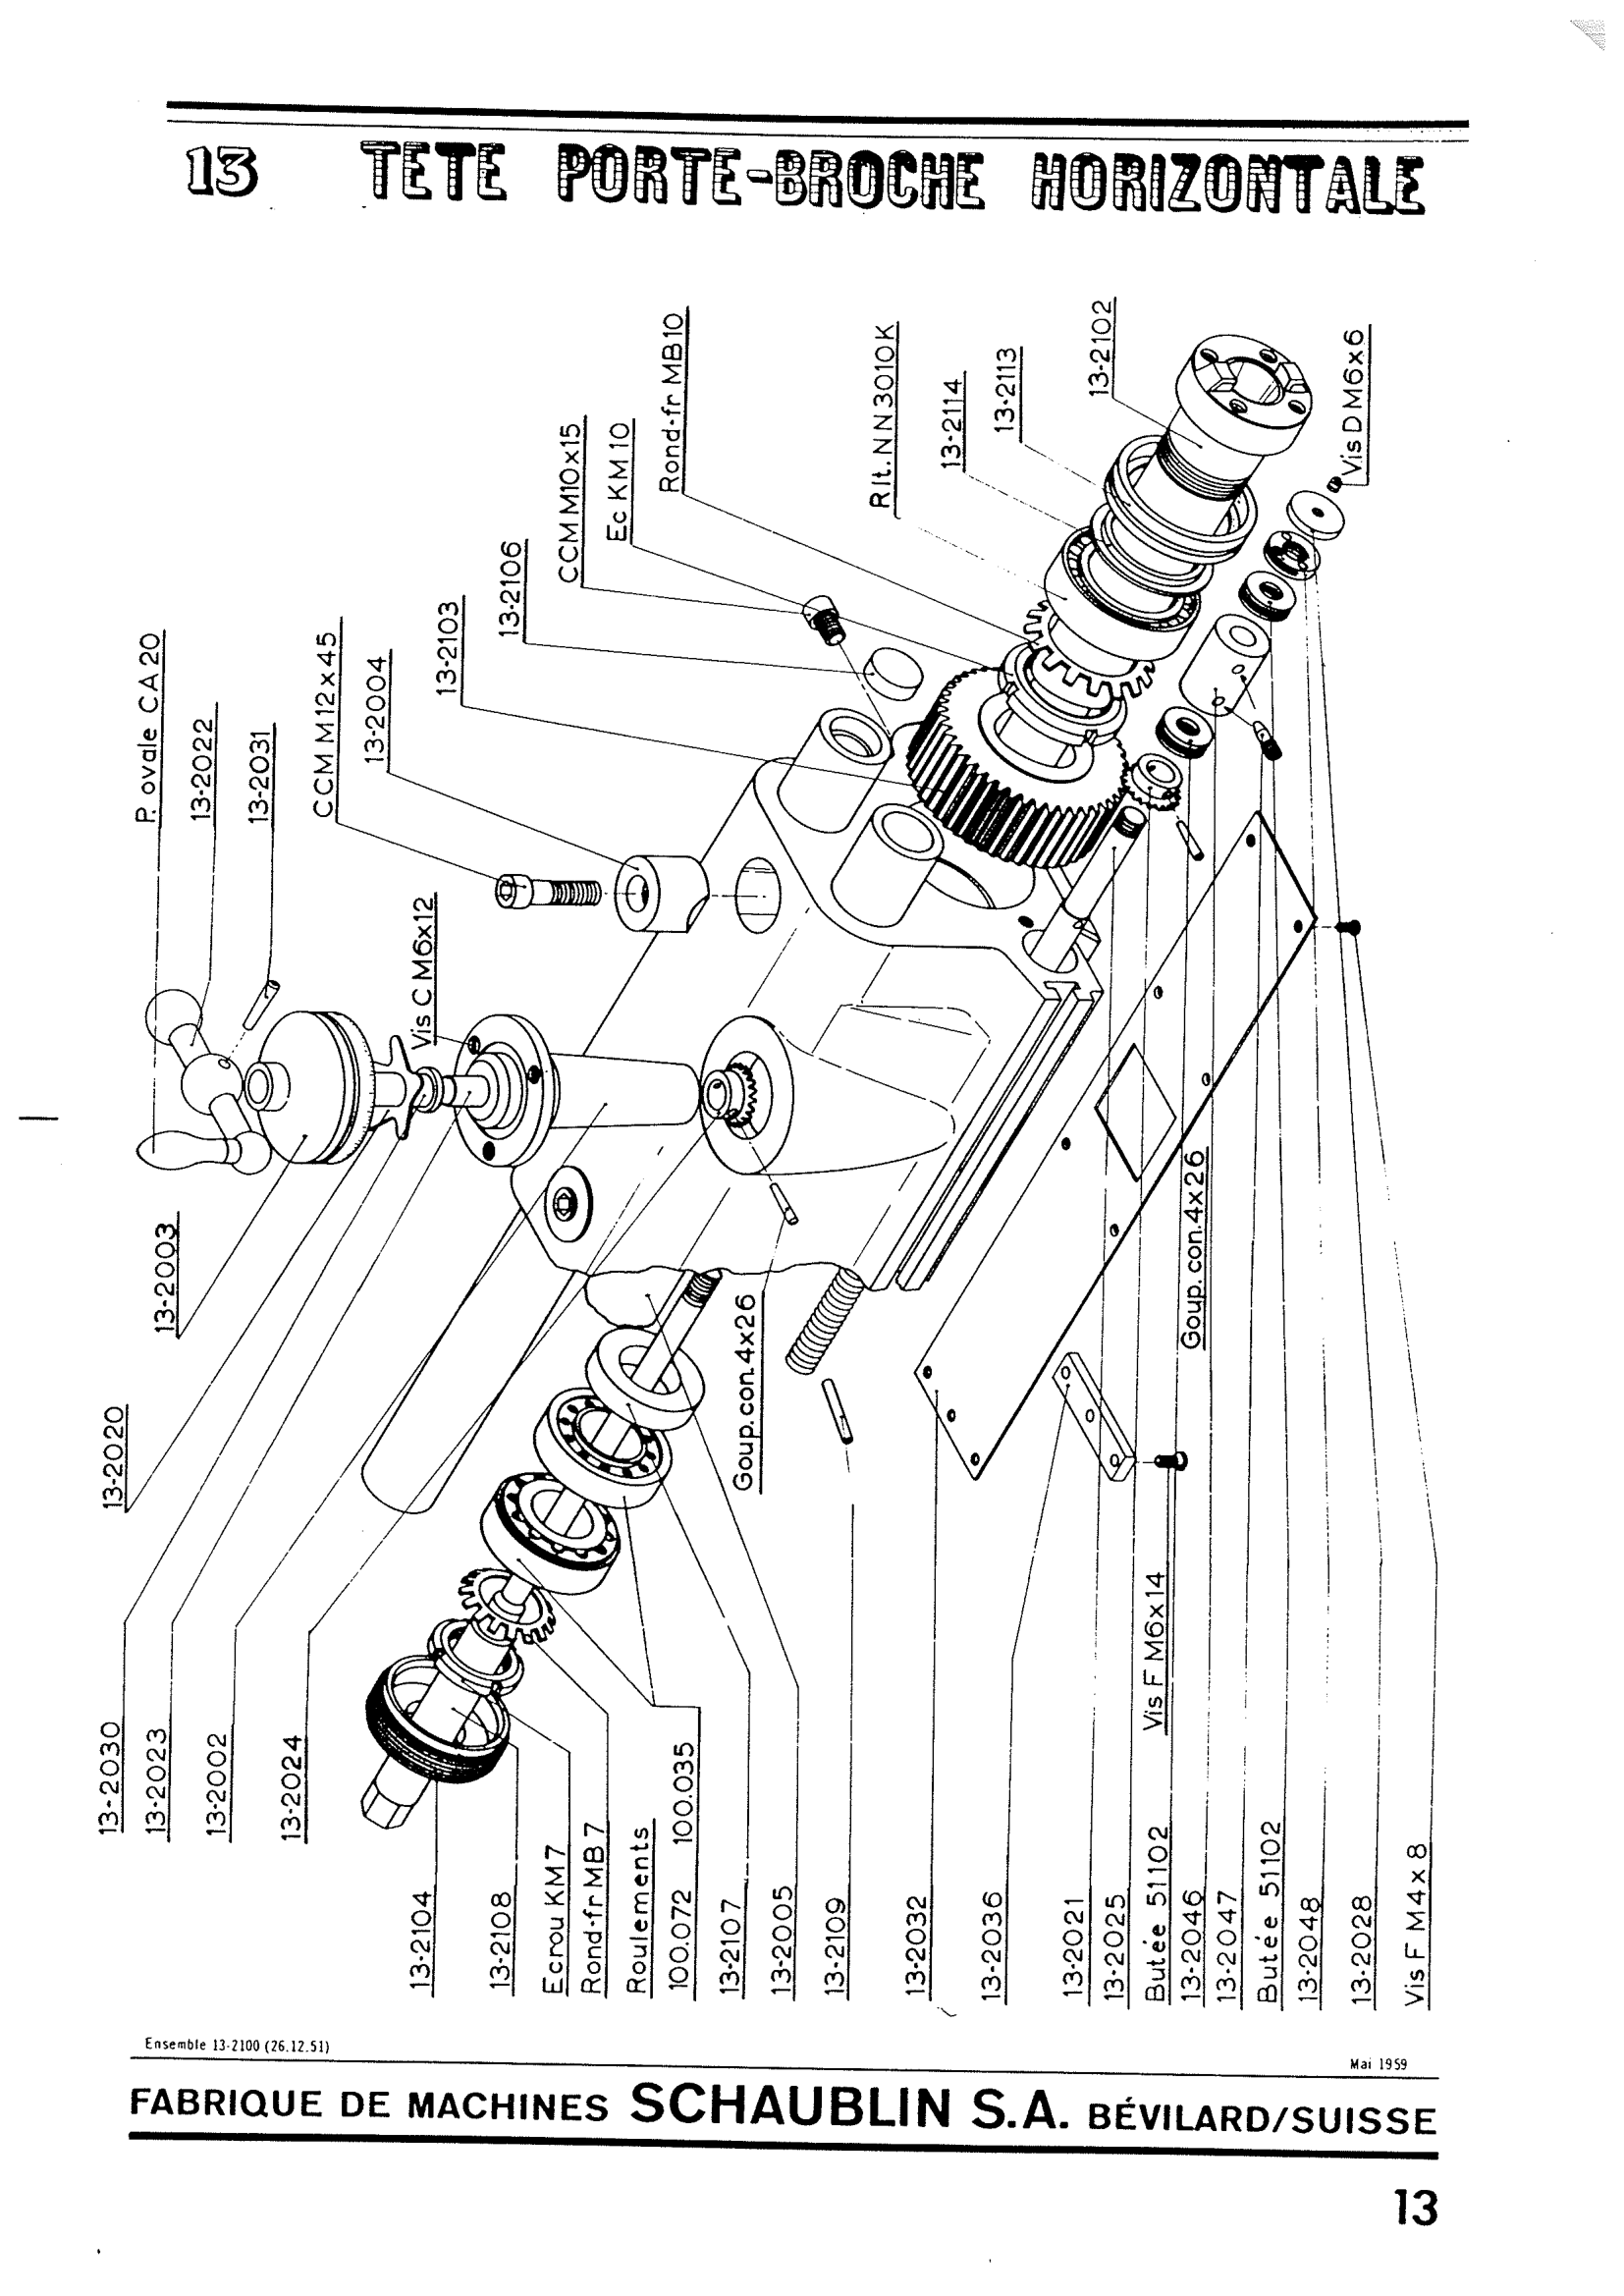 13 TETE PORTE-BROCHE HORIZONTALE
P. ovale CA 20
13-2022
13-2031
CCM M12x45
13-2004
13-2103
13-2106
CCM M10x15
Ec KM 10
Rond-fr MB10
Rlt. NN 3010 K
13-2114
13-2113
13-2102
Vis D M6x6
Vis C M6x12
13-2003
13-2020
13-2030
13-2023
13-2002
13-2024
Goup. con. 4x26
Goup. con. 4x26
Vis F M6x14
13-2104
13-2108
Ecrou KM 7
Rond-fr MB 7
Roulements
100.072 100.035
13-2107
13-2005
13-2109
13-2032
13-2036
13-2021
13-2025
Butée 51102
13-2046
13-2047
Butée 51102
13-2048
13-2028
Vis F M4x8
Ensemble 13-2100 (26.12.51)
Mai 1959
FABRIQUE DE MACHINES SCHAUBLIN S.A. BÉVILARD/SUISSE
13